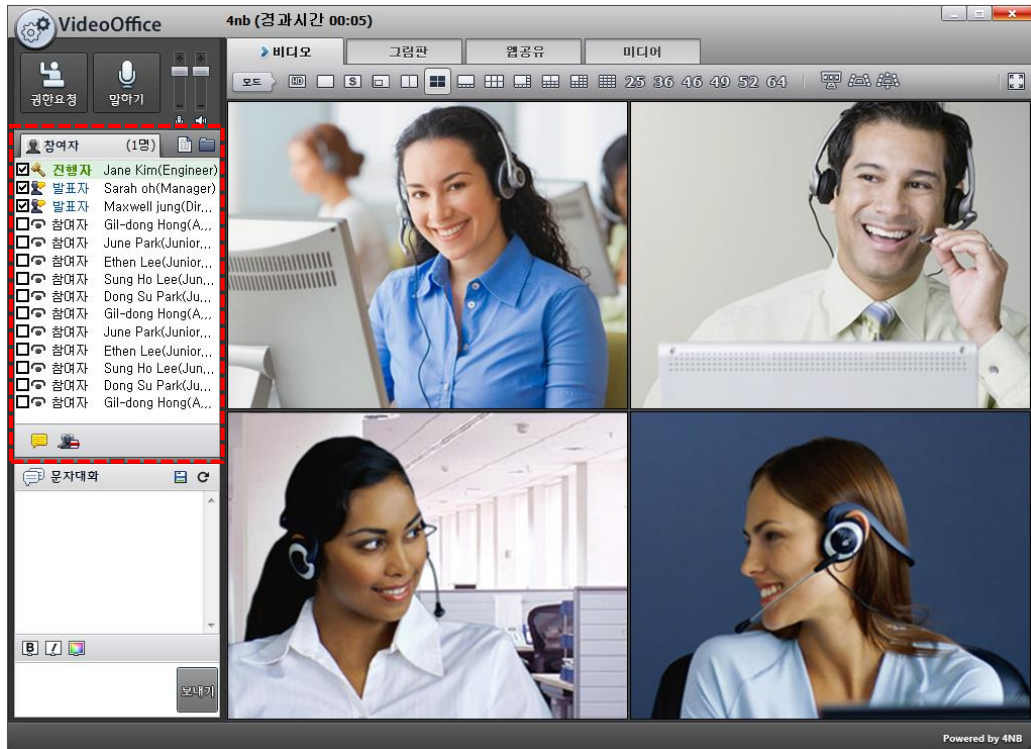 VideoOffice
4nb (경과시간 00:05)
비디오 그림판 웹공유 미디어
모드 HD S 25 36 46 49 52 64
권한요청 말하기
참여자 (1명)
진행자 Jane Kim(Engineer)
발표자 Sarah oh(Manager)
발표자 Maxwell jung(Dir...
참여자 Gil-dong Hong(A...
참여자 June Park(Junior...
참여자 Ethen Lee(Junior...
참여자 Sung Ho Lee(Jun...
참여자 Dong Su Park(Ju...
참여자 Gil-dong Hong(A...
참여자 June Park(Junior...
참여자 Ethen Lee(Junior...
참여자 Sung Ho Lee(Jun...
참여자 Dong Su Park(Ju...
참여자 Gil-dong Hong(A...
문자대화
B I
보내기
Powered by 4NB